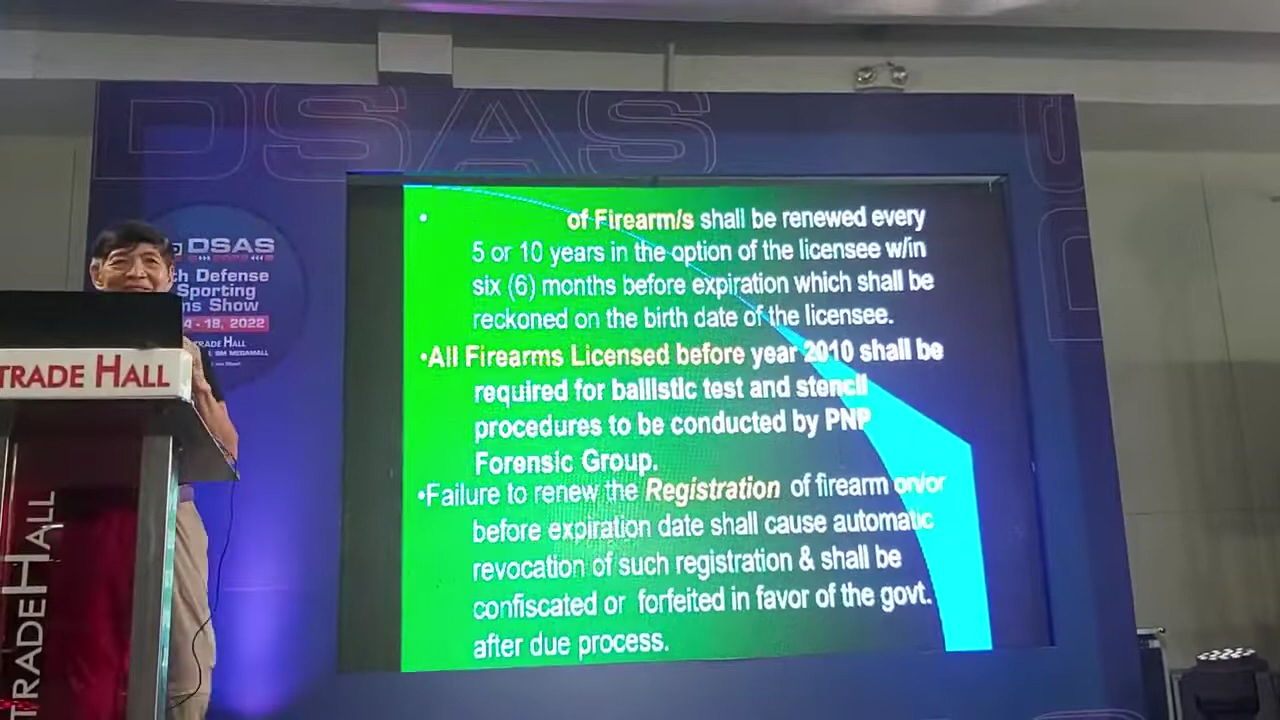 DSAS
DSAS
th Defense
Sporting
ms Show
4 - 18, 2022
TRADE HALL
SM MEGAMALL
TRADE HALL
TRADEHALL
• of Firearm/s shall be renewed every
5 or 10 years in the option of the licensee w/in
six (6) months before expiration which shall be
reckoned on the birth date of the licensee.
•All Firearms Licensed before year 2010 shall be
required for ballistic test and stencil
procedures to be conducted by PNP
Forensic Group.
•Failure to renew the Registration of firearm on/or
before expiration date shall cause automatic
revocation of such registration & shall be
confiscated or forfeited in favor of the govt.
after due process.